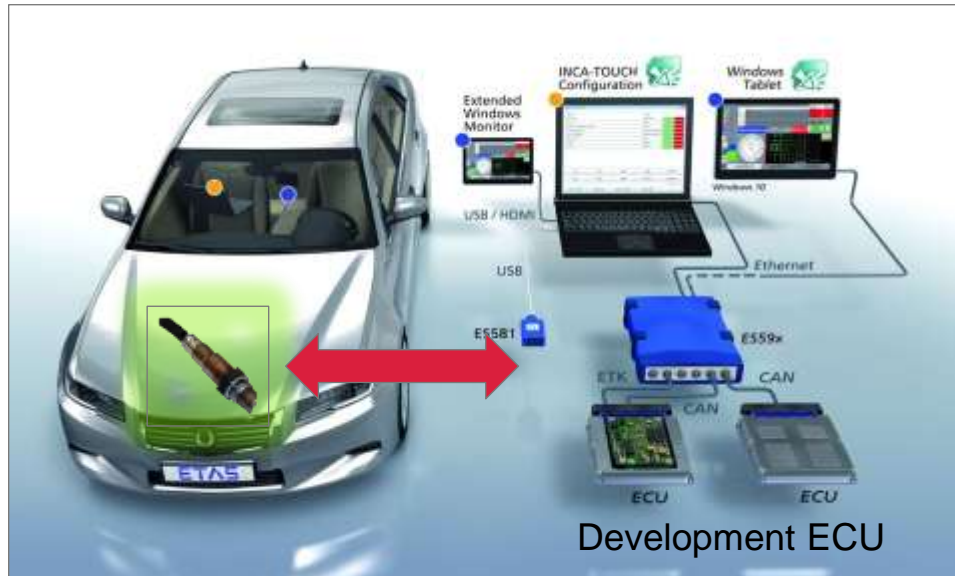 INCA-TOUCH
Configuration
Windows
Tablet
Extended
Windows
Monitor
Windows 10
USB / HDMI
Ethernet
USB
ES581
ES59x
ETK
CAN
CAN
ETAS
ECU
ECU
Development ECU